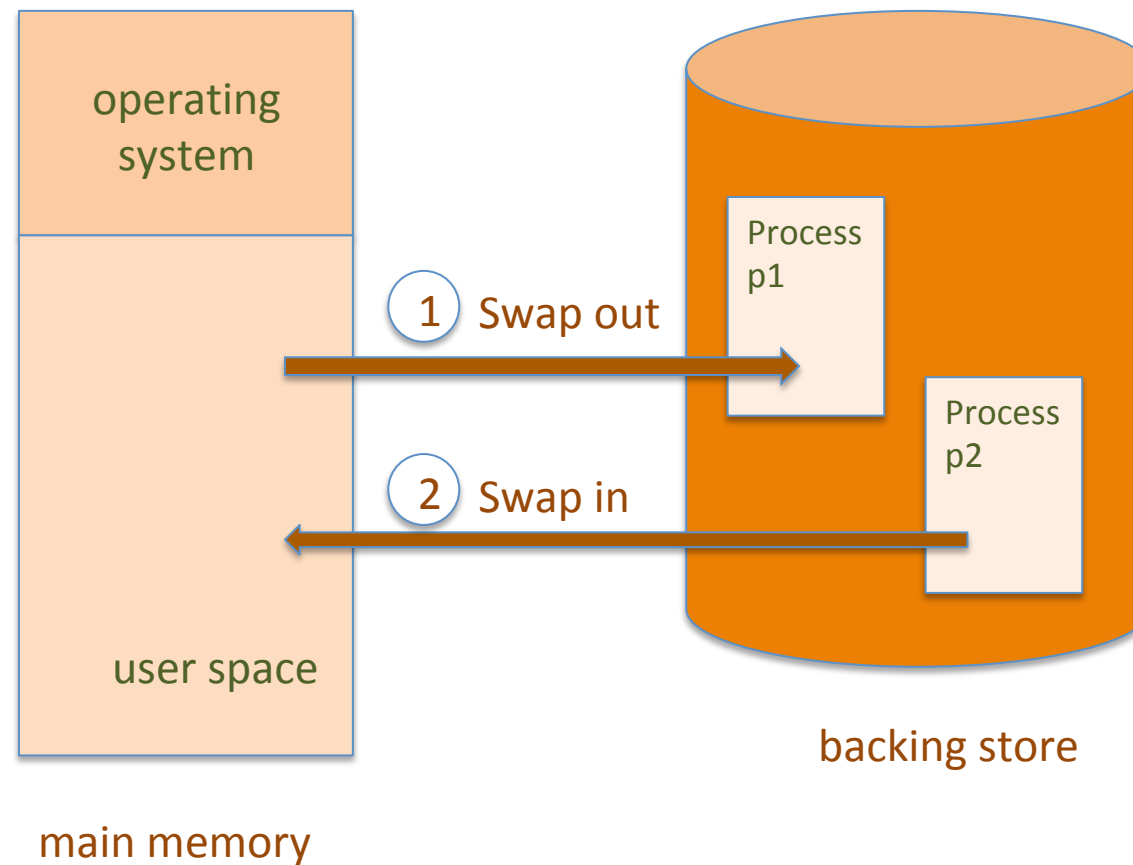 operating
system
Process
p1
1 Swap out
Process
p2
2 Swap in
user space
backing store
main memory